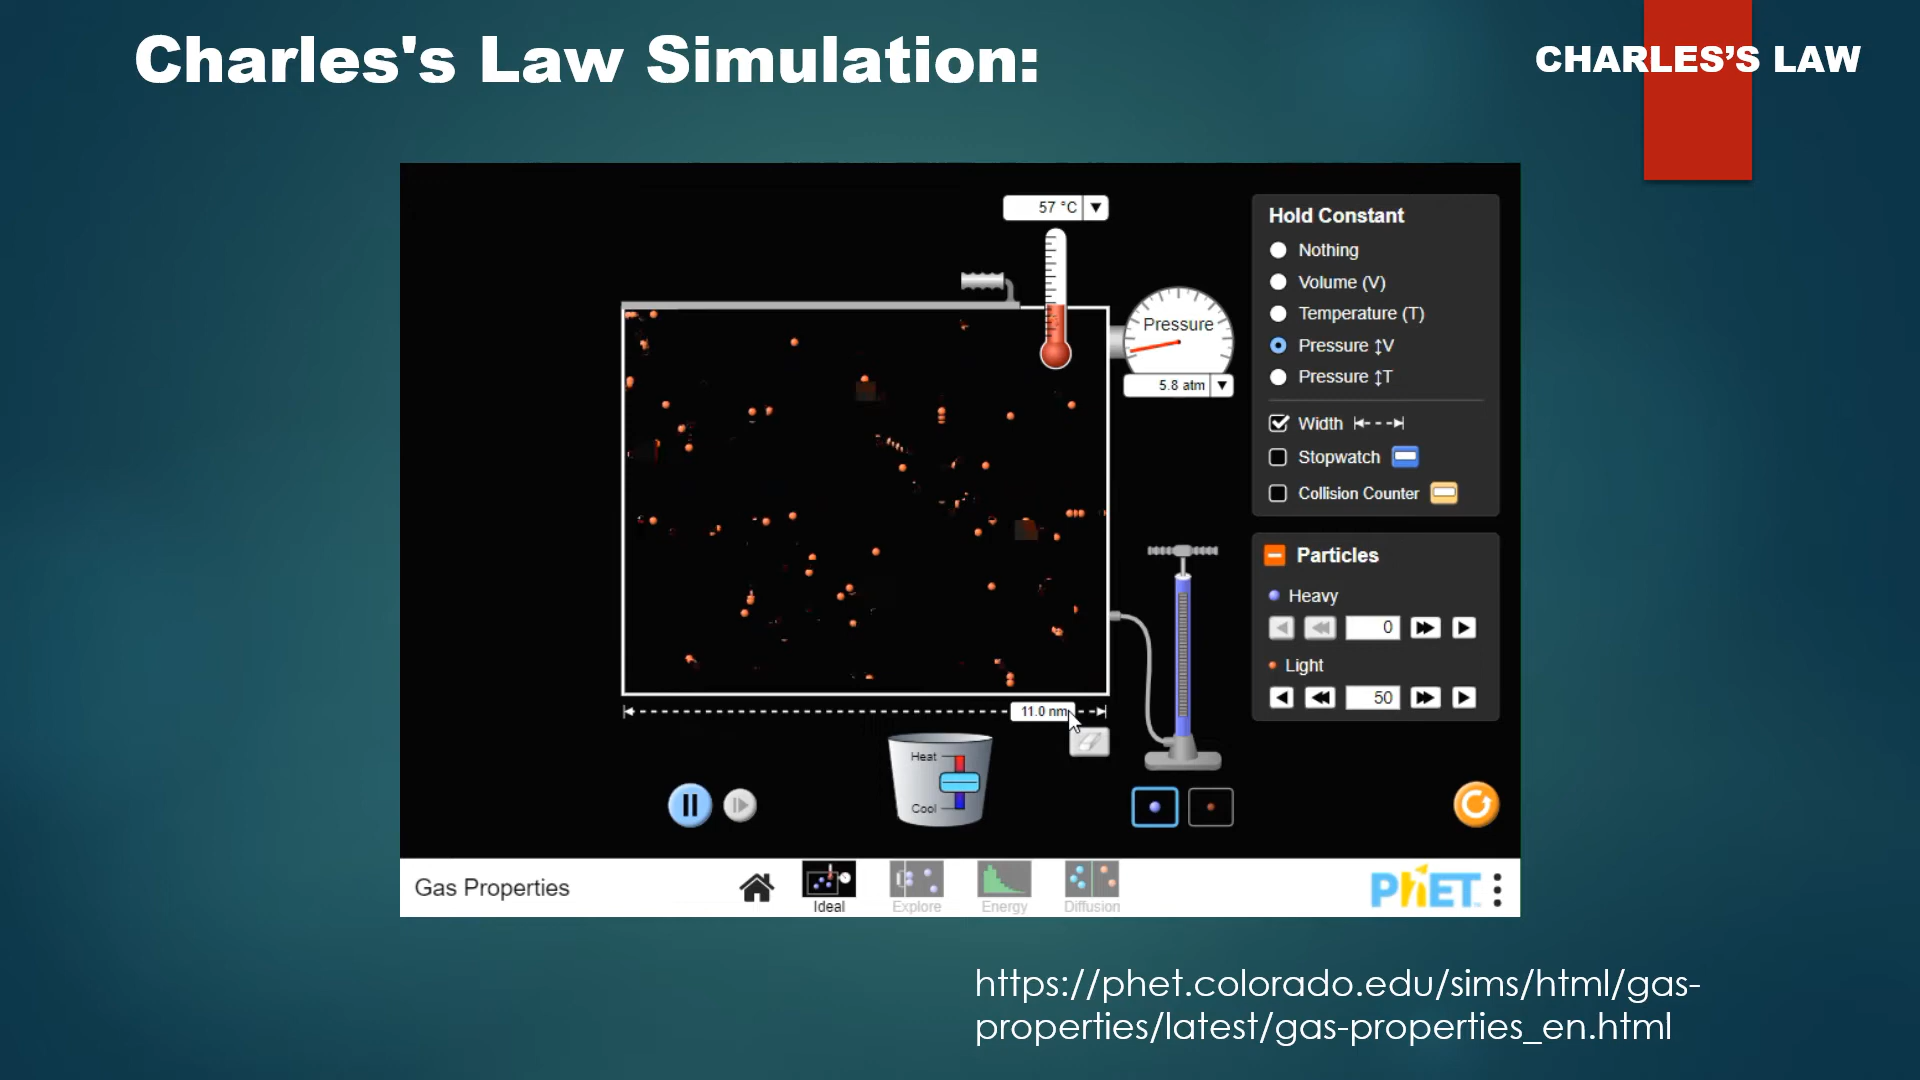 Charles's Law Simulation:
CHARLES’S LAW
57 °C
Hold Constant
Nothing
Volume (V)
Temperature (T)
Pressure ↕V
Pressure ↕T
Pressure
5.8 atm
Width
Stopwatch
Collision Counter
Particles
Heavy
0
Light
50
11.0 nm
Heat
Cool
Gas Properties
Ideal
Explore
Energy
Diffusion
PhET
https://phet.colorado.edu/sims/html/gas-
properties/latest/gas-properties_en.html